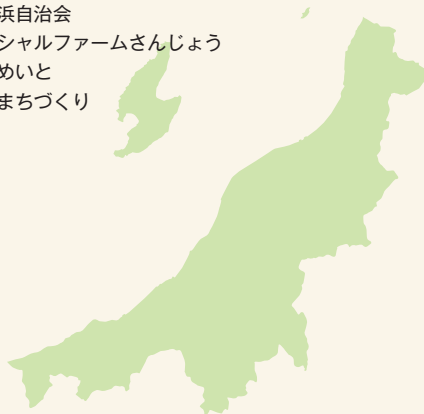 浜自治会
シャルファームさんじょう
めいと
まちづくり